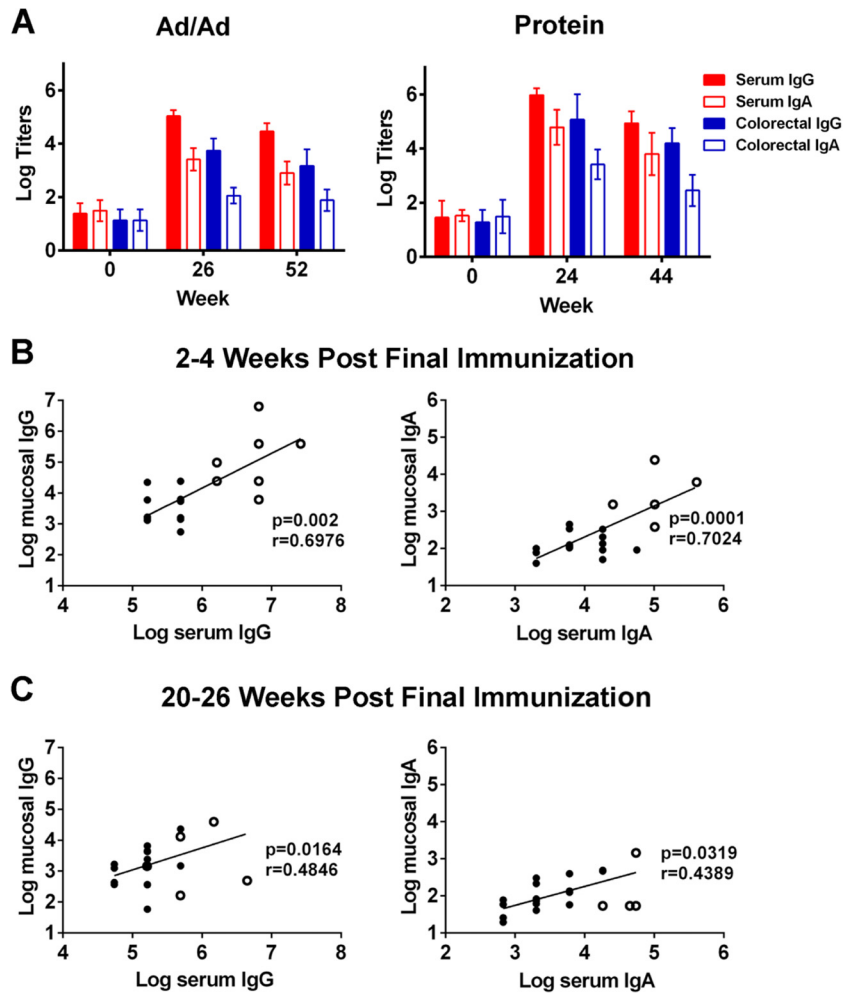 A
Ad/Ad
Protein
Log Titers
6
4
2
0
0
26
52
Week
Log Titers
6
4
2
0
0
24
44
Week
Serum IgG
Serum IgA
Colorectal IgG
Colorectal IgA
B
2-4 Weeks Post Final Immunization
Log mucosal IgG
7
6
5
4
3
2
1
4
5
6
7
8
p=0.002
r=0.6976
Log serum IgG
Log mucosal IgA
6
5
4
3
2
1
2
3
4
5
6
p=0.0001
r=0.7024
Log serum IgA
C
20-26 Weeks Post Final Immunization
Log mucosal IgG
7
6
5
4
3
2
1
4
5
6
7
8
p=0.0164
r=0.4846
Log serum IgG
Log mucosal IgA
6
5
4
3
2
1
2
3
4
5
6
p=0.0319
r=0.4389
Log serum IgA